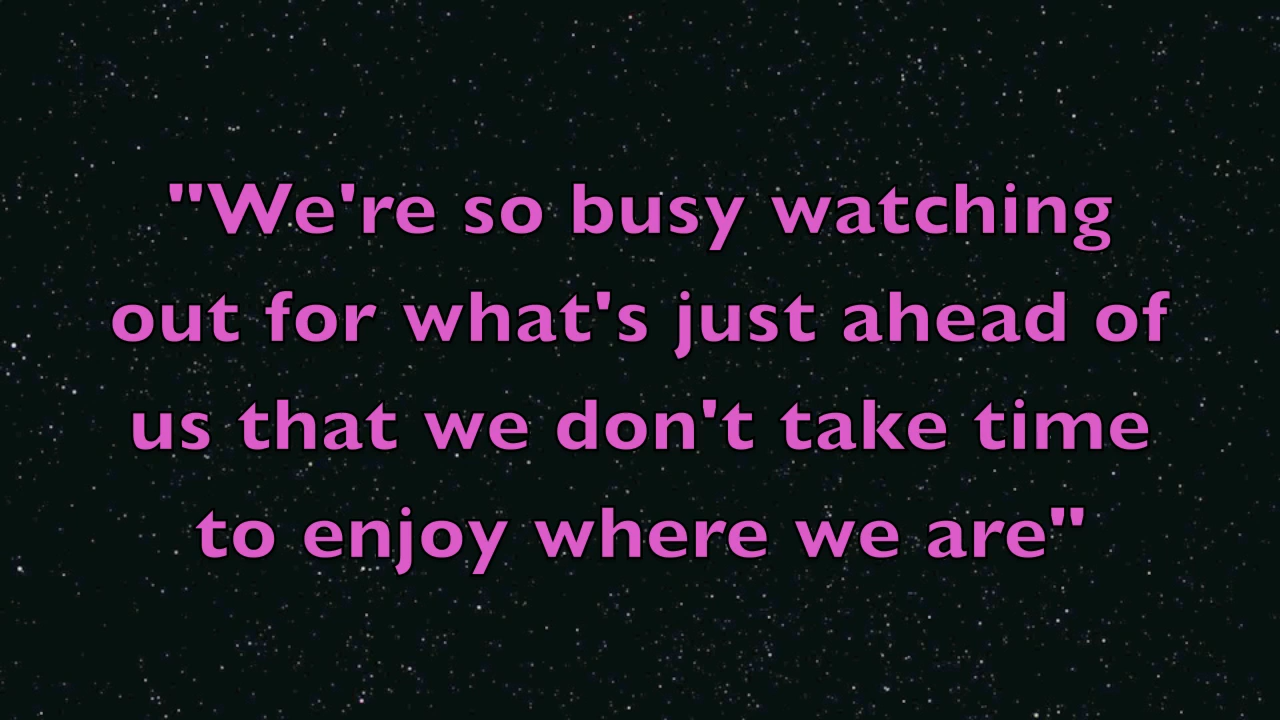 "We're so busy watching
out for what's just ahead of
us that we don't take time
to enjoy where we are"